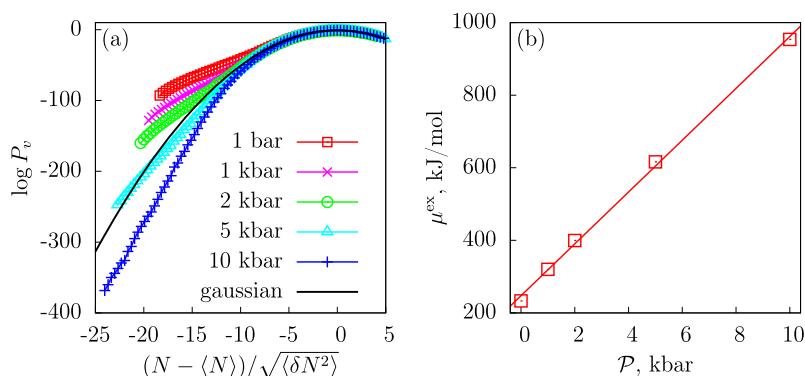 (a)
0
-100
-200
-300
-400
log P_v
1 bar
1 kbar
2 kbar
5 kbar
10 kbar
gaussian
-25 -20 -15 -10 -5 0 5
(N − ⟨N⟩)/√⟨δN²⟩
(b)
1000
800
600
400
200
μ^ex, kJ/mol
0 2 4 6 8 10
𝒫, kbar